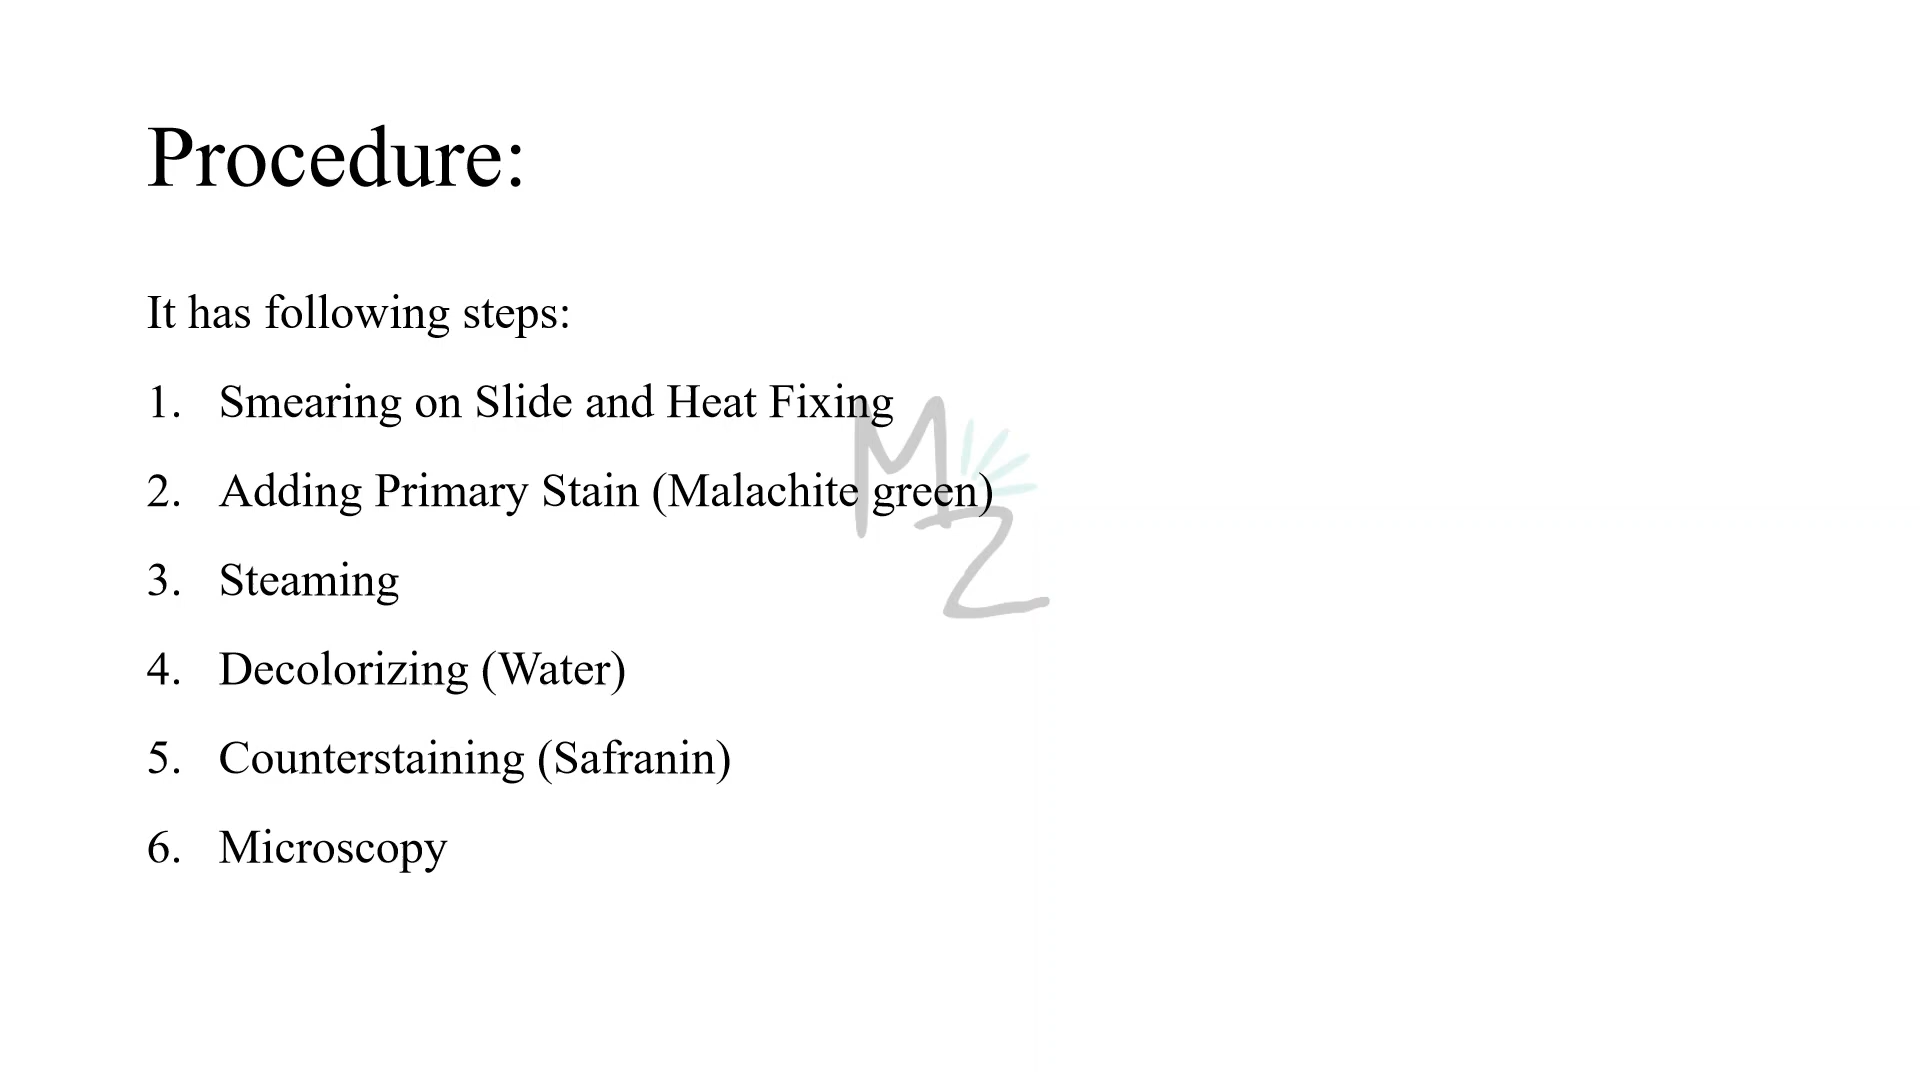 Procedure:
It has following steps:
1. Smearing on Slide and Heat Fixing
2. Adding Primary Stain (Malachite green)
3. Steaming
4. Decolorizing (Water)
5. Counterstaining (Safranin)
6. Microscopy
MZ